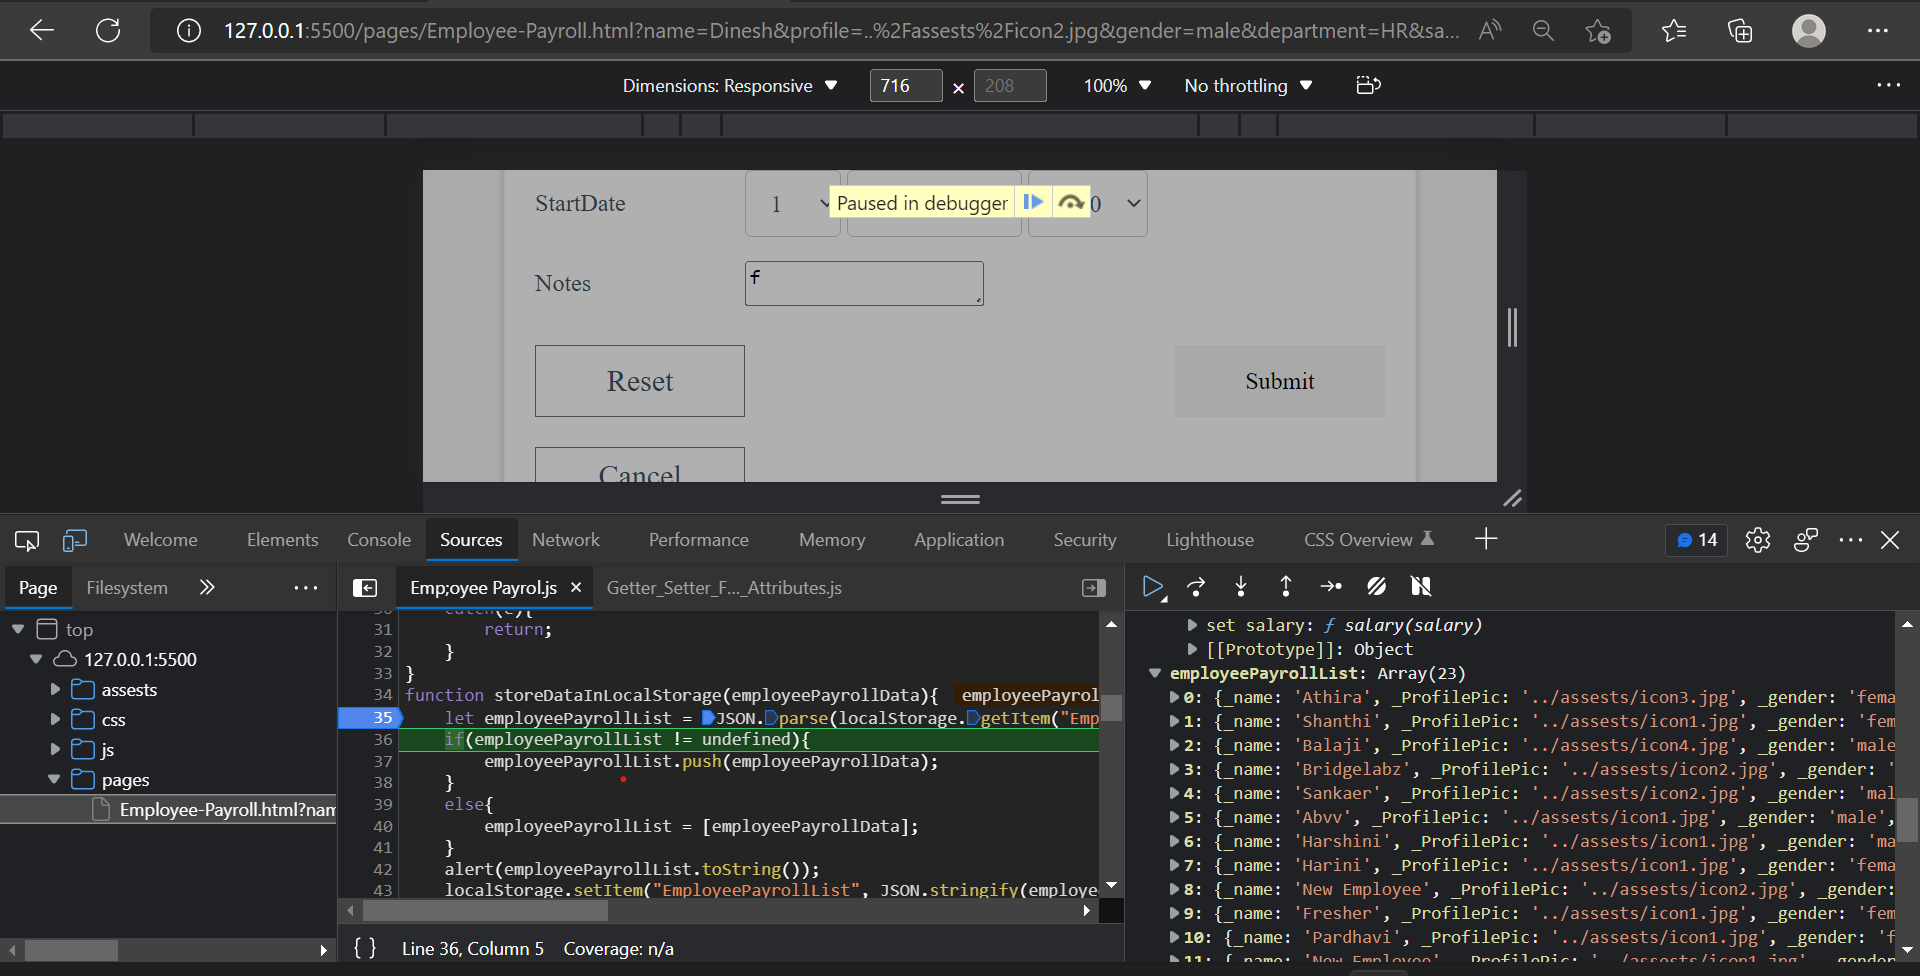 127.0.0.1:5500/pages/Employee-Payroll.html?name=Dinesh&profile=..%2Fassests%2Ficon2.jpg&gender=male&department=HR&sa...
Dimensions: Responsive 716 × 208 100% No throttling
StartDate 1 Paused in debugger 0
Notes f
Reset Submit
Cancel
Welcome Elements Console Sources Network Performance Memory Application Security Lighthouse CSS Overview 14
Page Filesystem
Emp;oyee Payrol.js × Getter_Setter_F..._Attributes.js
top
127.0.0.1:5500
assests
css
js
pages
Employee-Payroll.html?nam
31 return;
32 }
33 }
34 function storeDataInLocalStorage(employeePayrollData){ employeePayrol
35 let employeePayrollList = JSON.parse(localStorage.getItem("Emp
36 if(employeePayrollList != undefined){
37 employeePayrollList.push(employeePayrollData);
38 }
39 else{
40 employeePayrollList = [employeePayrollData];
41 }
42 alert(employeePayrollList.toString());
43 localStorage.setItem("EmployeePayrollList", JSON.stringify(employe
{ } Line 36, Column 5 Coverage: n/a
set salary: ƒ salary(salary)
[[Prototype]]: Object
employeePayrollList: Array(23)
0: {_name: 'Athira', _ProfilePic: '../assests/icon3.jpg', _gender: 'fema
1: {_name: 'Shanthi', _ProfilePic: '../assests/icon1.jpg', _gender: 'fem
2: {_name: 'Balaji', _ProfilePic: '../assests/icon4.jpg', _gender: 'male
3: {_name: 'Bridgelabz', _ProfilePic: '../assests/icon2.jpg', _gender: '
4: {_name: 'Sankaer', _ProfilePic: '../assests/icon2.jpg', _gender: 'mal
5: {_name: 'Abvv', _ProfilePic: '../assests/icon1.jpg', _gender: 'male',
6: {_name: 'Harshini', _ProfilePic: '../assests/icon1.jpg', _gender: 'ma
7: {_name: 'Harini', _ProfilePic: '../assests/icon1.jpg', _gender: 'fema
8: {_name: 'New Employee', _ProfilePic: '../assests/icon2.jpg', _gender:
9: {_name: 'Fresher', _ProfilePic: '../assests/icon1.jpg', _gender: 'fem
10: {_name: 'Pardhavi', _ProfilePic: '../assests/icon1.jpg', _gender: 'f
11: {_name: 'New Employee', _ProfilePic: '../assests/icon1.jpg', _gender